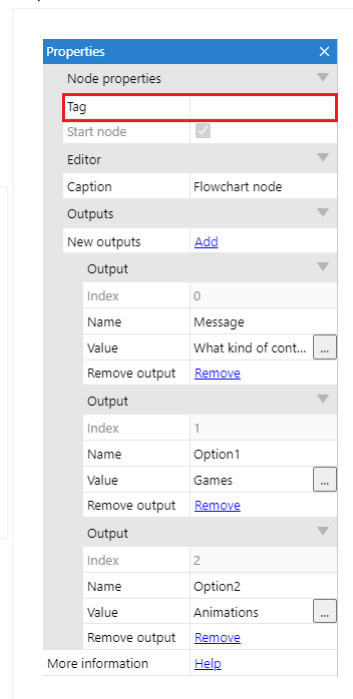 Properties
Node properties
Tag
Start node
Editor
Caption Flowchart node
Outputs
New outputs Add
Output
Index 0
Name Message
Value What kind of cont... ...
Remove output Remove
Output
Index 1
Name Option1
Value Games ...
Remove output Remove
Output
Index 2
Name Option2
Value Animations ...
Remove output Remove
More information Help